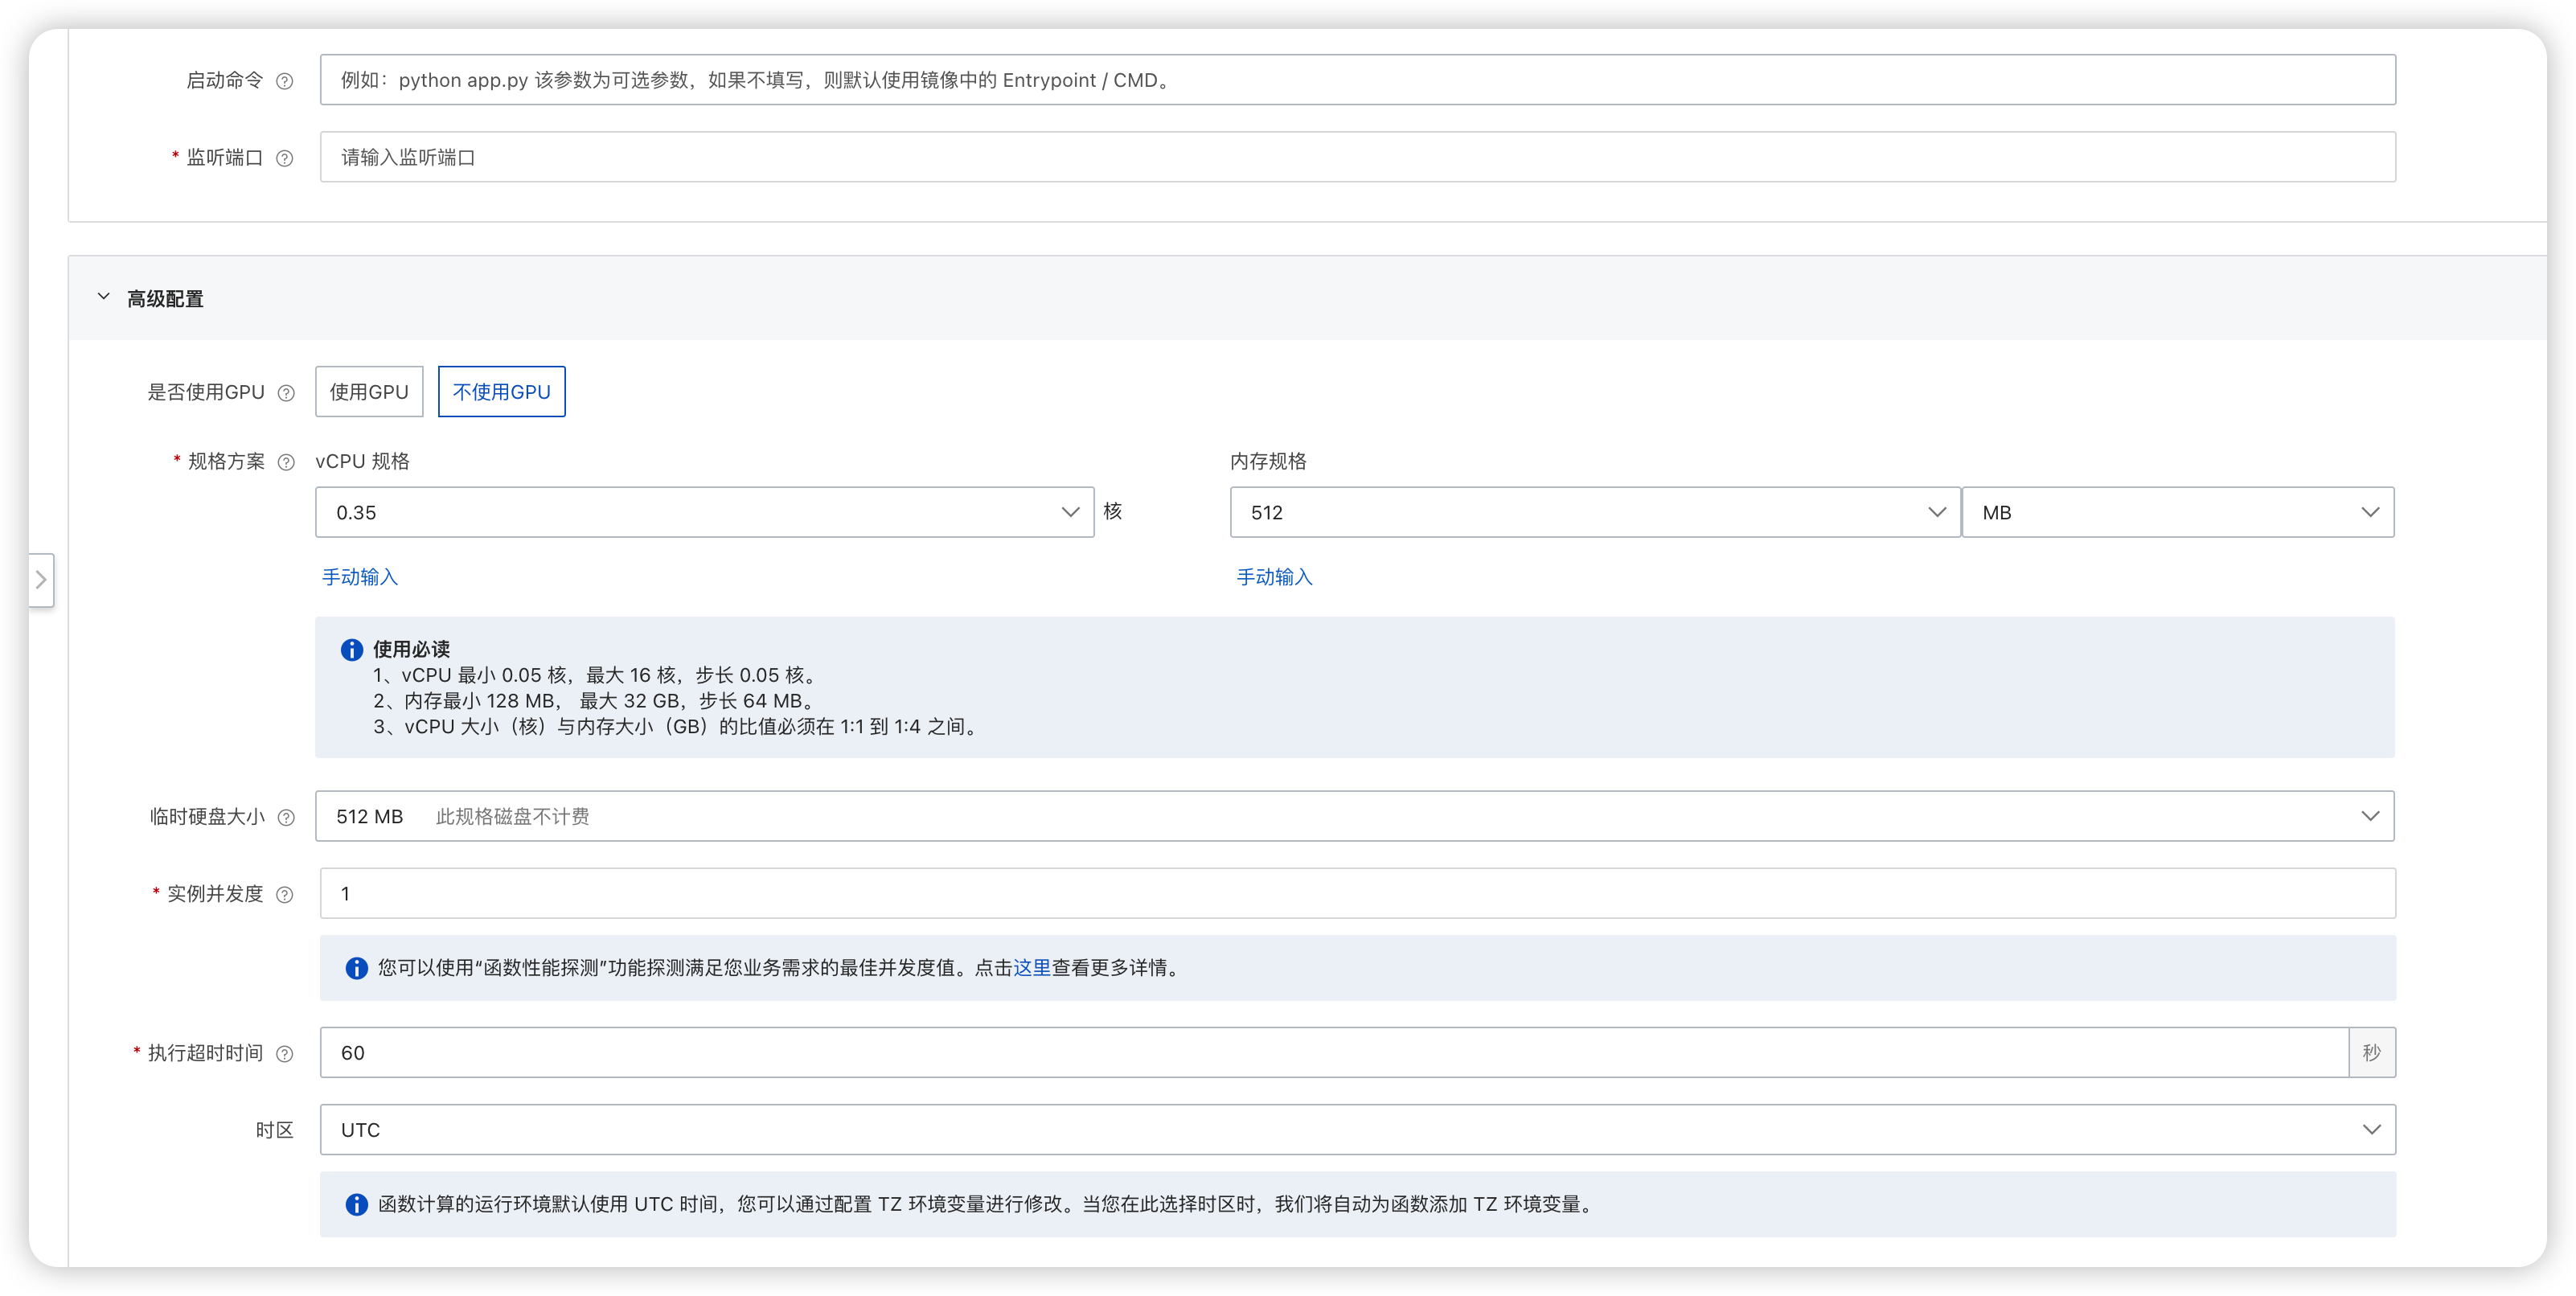 启动命令
例如：python app.py 该参数为可选参数，如果不填写，则默认使用镜像中的 Entrypoint / CMD。
* 监听端口
请输入监听端口
高级配置
是否使用GPU
使用GPU
不使用GPU
* 规格方案
vCPU 规格
内存规格
0.35
核
512
MB
手动输入
手动输入
使用必读
1、vCPU 最小 0.05 核，最大 16 核，步长 0.05 核。
2、内存最小 128 MB， 最大 32 GB，步长 64 MB。
3、vCPU 大小（核）与内存大小（GB）的比值必须在 1:1 到 1:4 之间。
临时硬盘大小
512 MB 此规格磁盘不计费
* 实例并发度
1
您可以使用“函数性能探测”功能探测满足您业务需求的最佳并发度值。点击这里查看更多详情。
* 执行超时时间
60
秒
时区
UTC
函数计算的运行环境默认使用 UTC 时间，您可以通过配置 TZ 环境变量进行修改。当您在此选择时区时，我们将自动为函数添加 TZ 环境变量。